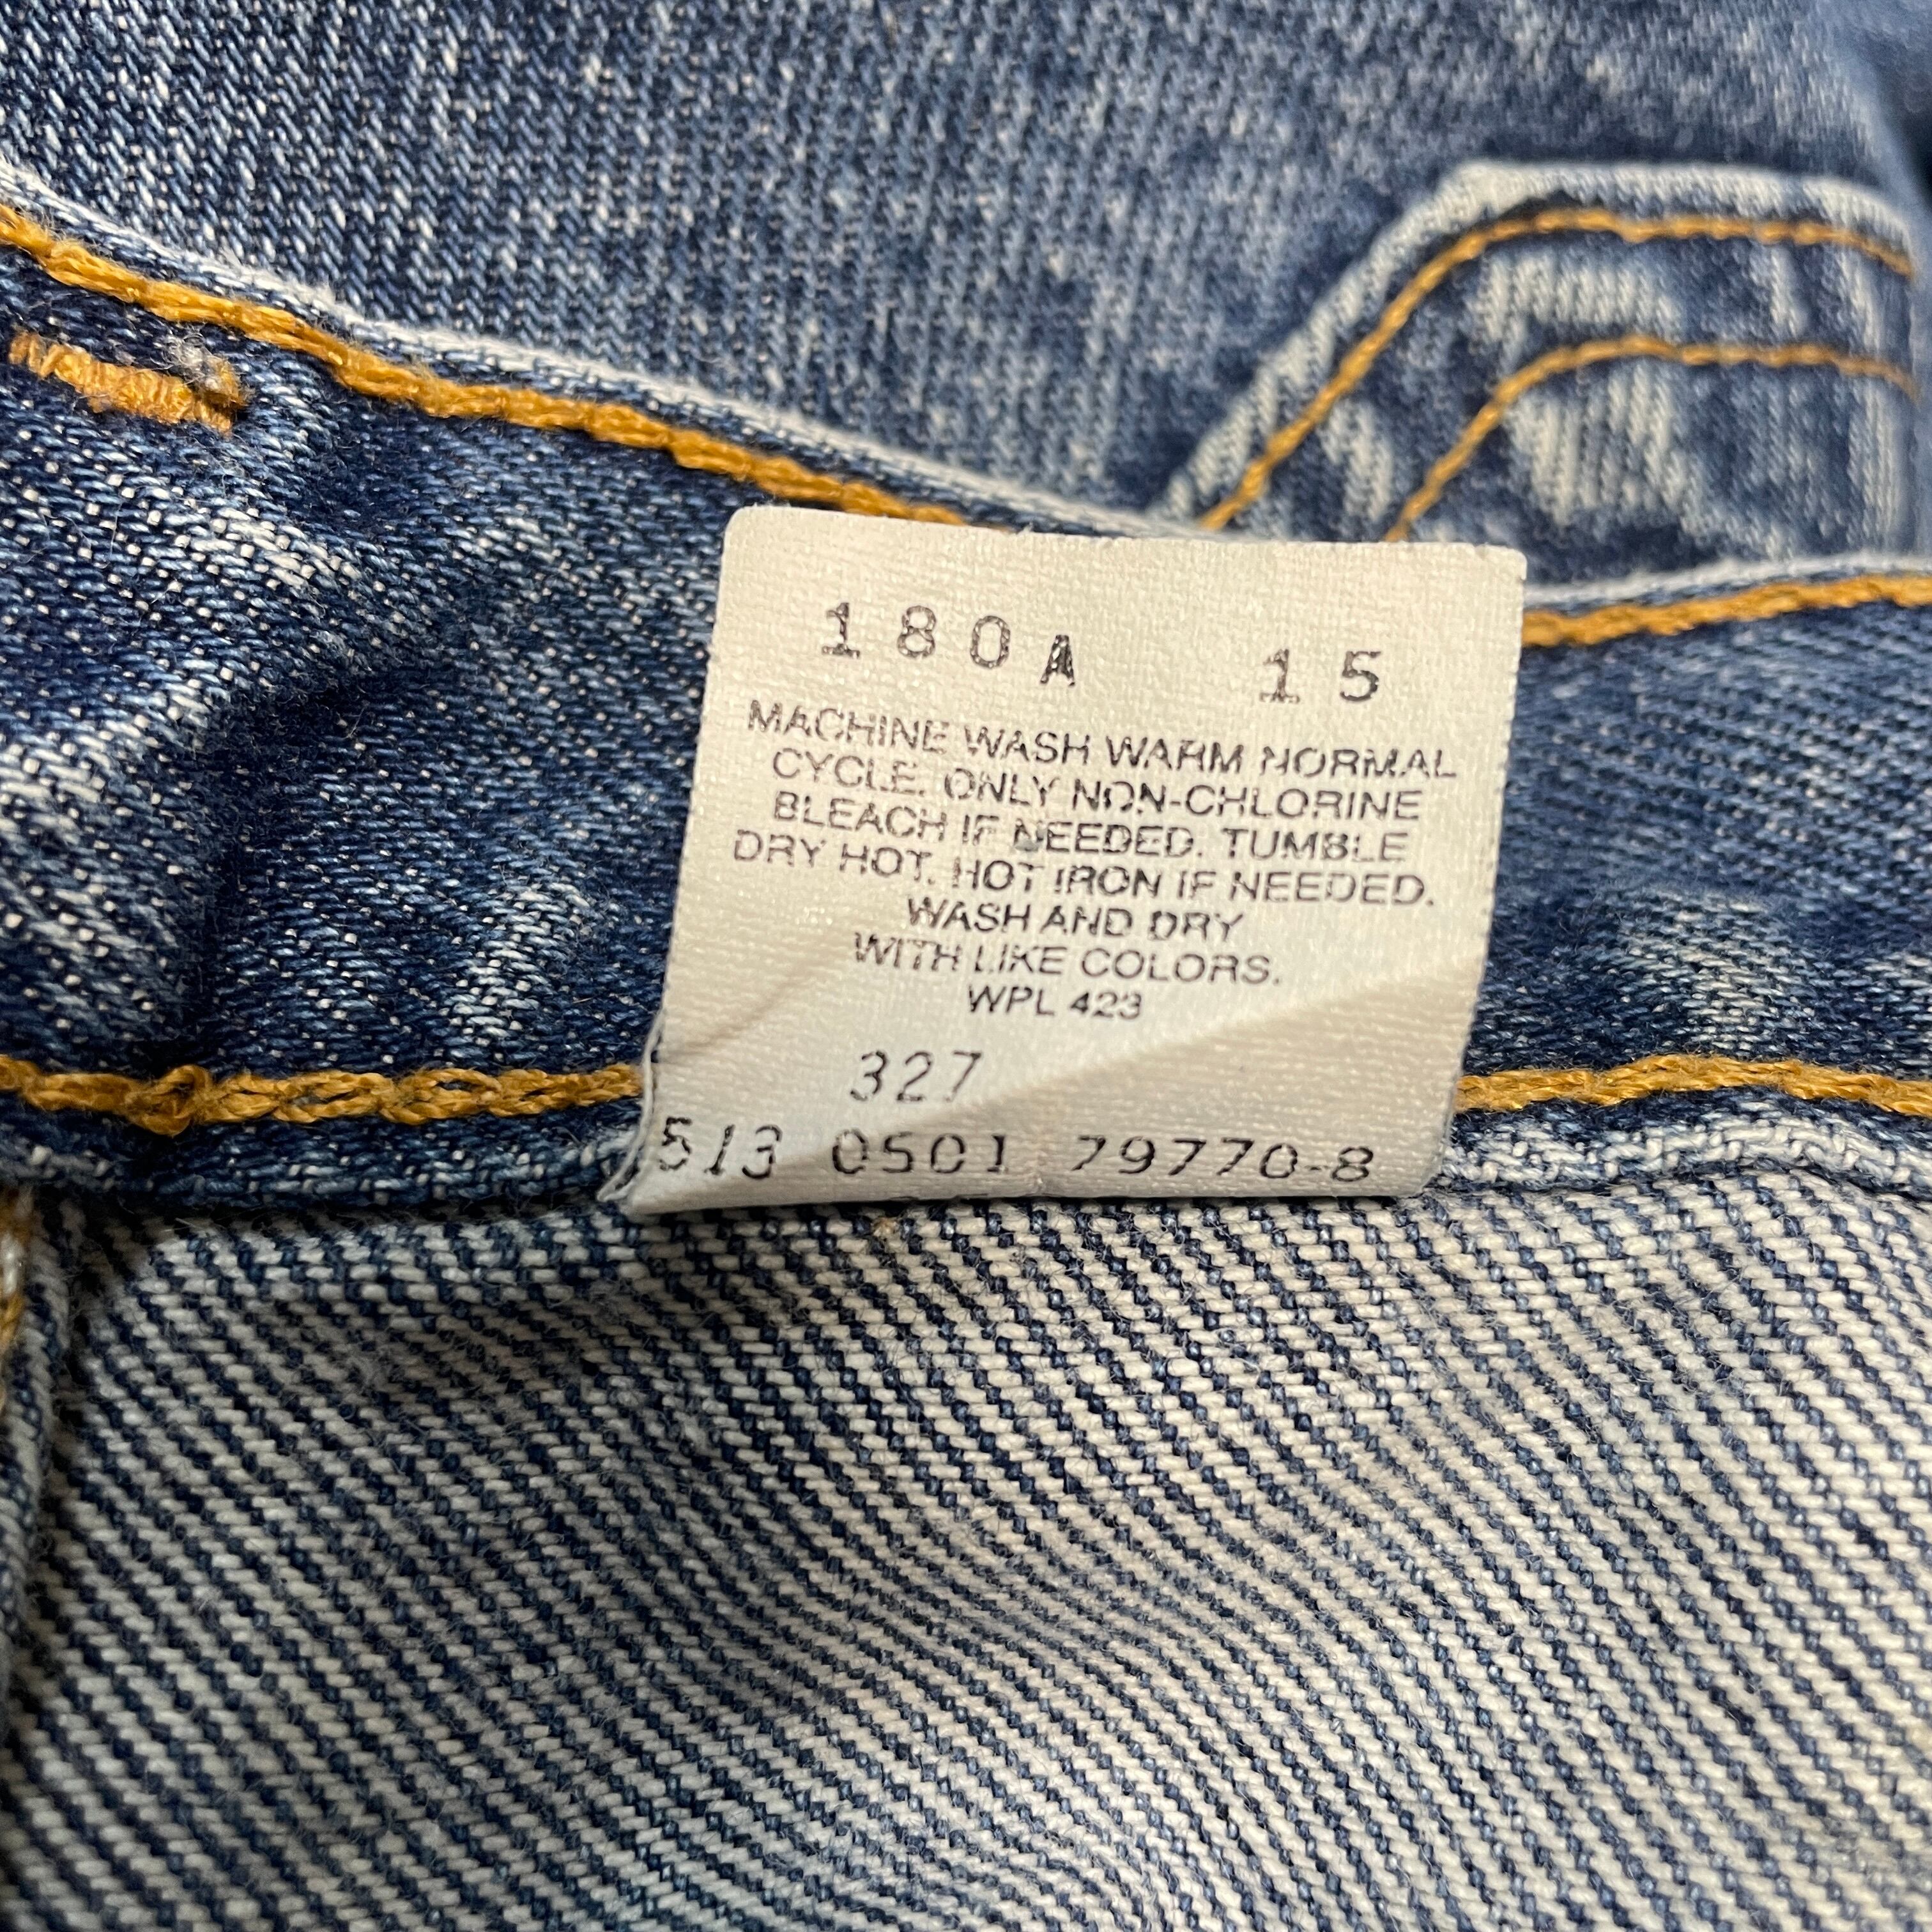 180A 15
MACHINE WASH WARM NORMAL
CYCLE. ONLY NON-CHLORINE
BLEACH IF NEEDED. TUMBLE
DRY HOT. HOT IRON IF NEEDED.
WASH AND DRY
WITH LIKE COLORS.
WPL 423
327
513 0501 79770-8